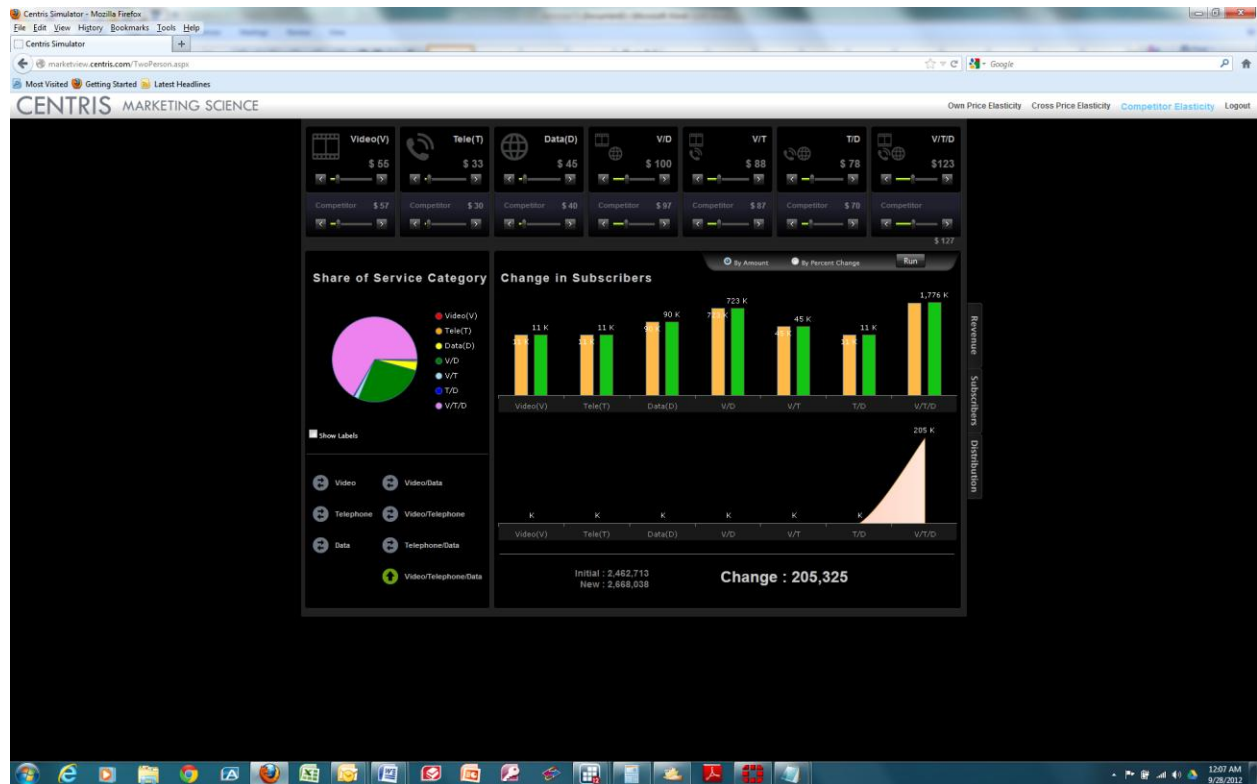 Centris Simulator - Mozilla Firefox
File Edit View History Bookmarks Tools Help
Centris Simulator
marketview.centris.com/TwoPerson.aspx
Google
Most Visited Getting Started Latest Headlines
CENTRIS MARKETING SCIENCE
Own Price Elasticity Cross Price Elasticity Competitor Elasticity Logout
Video(V) Tele(T) Data(D) V/D V/T T/D V/T/D
$ 55 $ 33 $ 45 $ 100 $ 88 $ 78 $123
Competitor $ 57 Competitor $ 30 Competitor $ 40 Competitor $ 97 Competitor $ 87 Competitor $ 70 Competitor
$ 127
By Amount By Percent Change Run
Share of Service Category
Video(V)
Tele(T)
Data(D)
V/D
V/T
T/D
V/T/D
Show Labels
Video Video/Data
Telephone Video/Telephone
Data Telephone/Data
Video/Telephone/Data
Change in Subscribers
11 K 11 K 90 K 723 K 45 K 11 K 1,776 K
11 K 11 K 90 K 45 K 11 K
Video(V) Tele(T) Data(D) V/D V/T T/D V/T/D
205 K
K K K K K K
Video(V) Tele(T) Data(D) V/D V/T T/D V/T/D
Initial : 2,462,713
New : 2,668,038
Change : 205,325
Revenue
Subscribers
Distribution
12:07 AM
9/28/2012